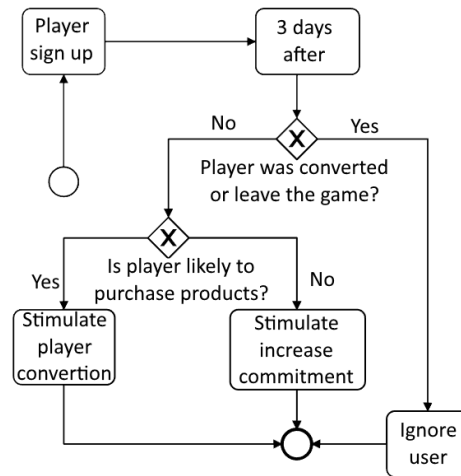 Player
sign up
3 days
after
No
Yes
Player was converted
or leave the game?
Is player likely to
purchase products?
Yes
No
Stimulate
player
convertion
Stimulate
increase
commitment
Ignore
user